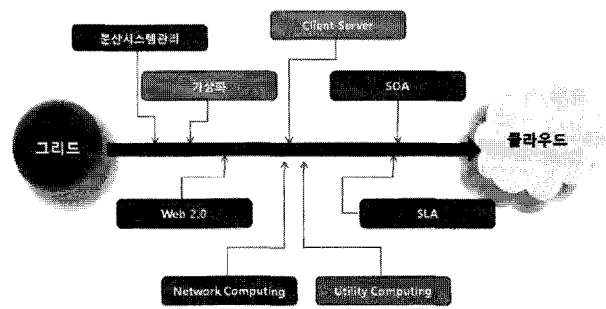 Client-Server
분산시스템관리
가상화
SOA
그리드
클라우드
Web 2.0
SLA
Network Computing
Utility Computing